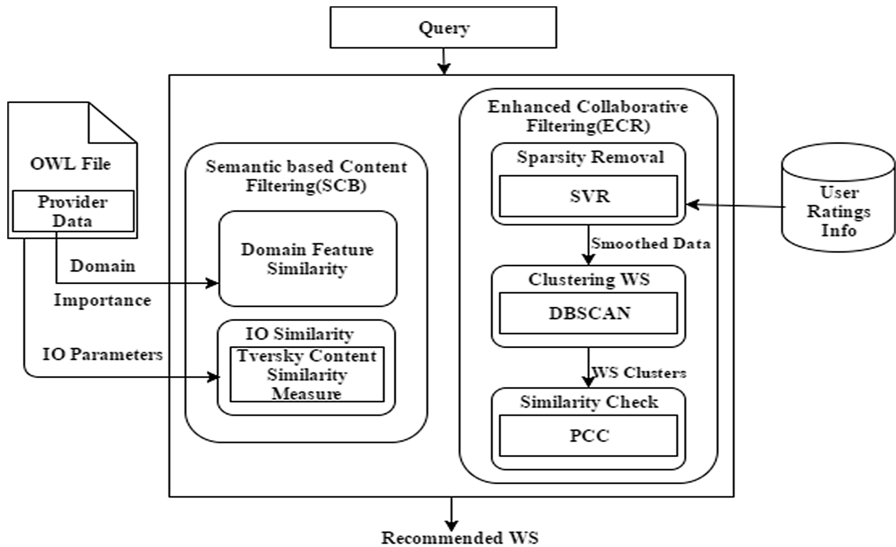 Query
OWL File
Provider
Data
Domain
Importance
IO Parameters
Semantic based Content
Filtering(SCB)
Domain Feature
Similarity
IO Similarity
Tversky Content
Similarity
Measure
Enhanced Collaborative
Filtering(ECR)
Sparsity Removal
SVR
Smoothed Data
Clustering WS
DBSCAN
WS Clusters
Similarity Check
PCC
User
Ratings
Info
Recommended WS